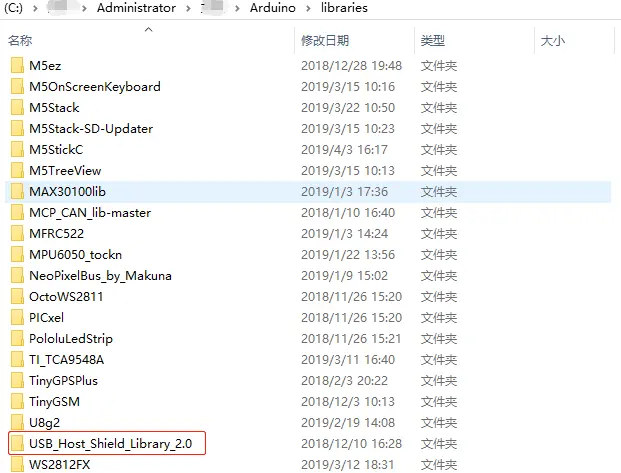 (C:) Administrator Arduino libraries
名称 修改日期 类型 大小
M5ez 2018/12/28 19:48 文件夹
M5OnScreenKeyboard 2019/3/15 10:16 文件夹
M5Stack 2019/3/22 10:50 文件夹
M5Stack-SD-Updater 2019/3/15 10:23 文件夹
M5StickC 2019/4/3 16:17 文件夹
M5TreeView 2019/3/15 10:13 文件夹
MAX30100lib 2019/1/3 17:36 文件夹
MCP_CAN_lib-master 2018/1/10 16:40 文件夹
MFRC522 2019/1/3 14:24 文件夹
MPU6050_tockn 2019/1/22 13:56 文件夹
NeoPixelBus_by_Makuna 2019/1/9 15:02 文件夹
OctoWS2811 2018/11/26 15:20 文件夹
PICxel 2018/11/26 15:20 文件夹
PololuLedStrip 2018/11/26 15:21 文件夹
TI_TCA9548A 2019/3/11 16:40 文件夹
TinyGPSPlus 2018/2/3 20:22 文件夹
TinyGSM 2018/12/13 10:02 文件夹
U8g2 2019/2/19 14:08 文件夹
USB_Host_Shield_Library_2.0 2018/12/10 16:28 文件夹
WS2812FX 2019/3/12 18:31 文件夹